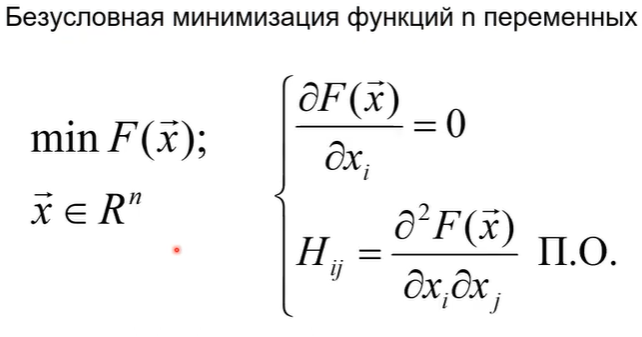 Безусловная минимизация функций n переменных
min F(x⃗);
x⃗ ∈ Rⁿ
∂F(x⃗)/∂xᵢ = 0
Hᵢⱼ = ∂²F(x⃗)/∂xᵢ∂xⱼ П.О.